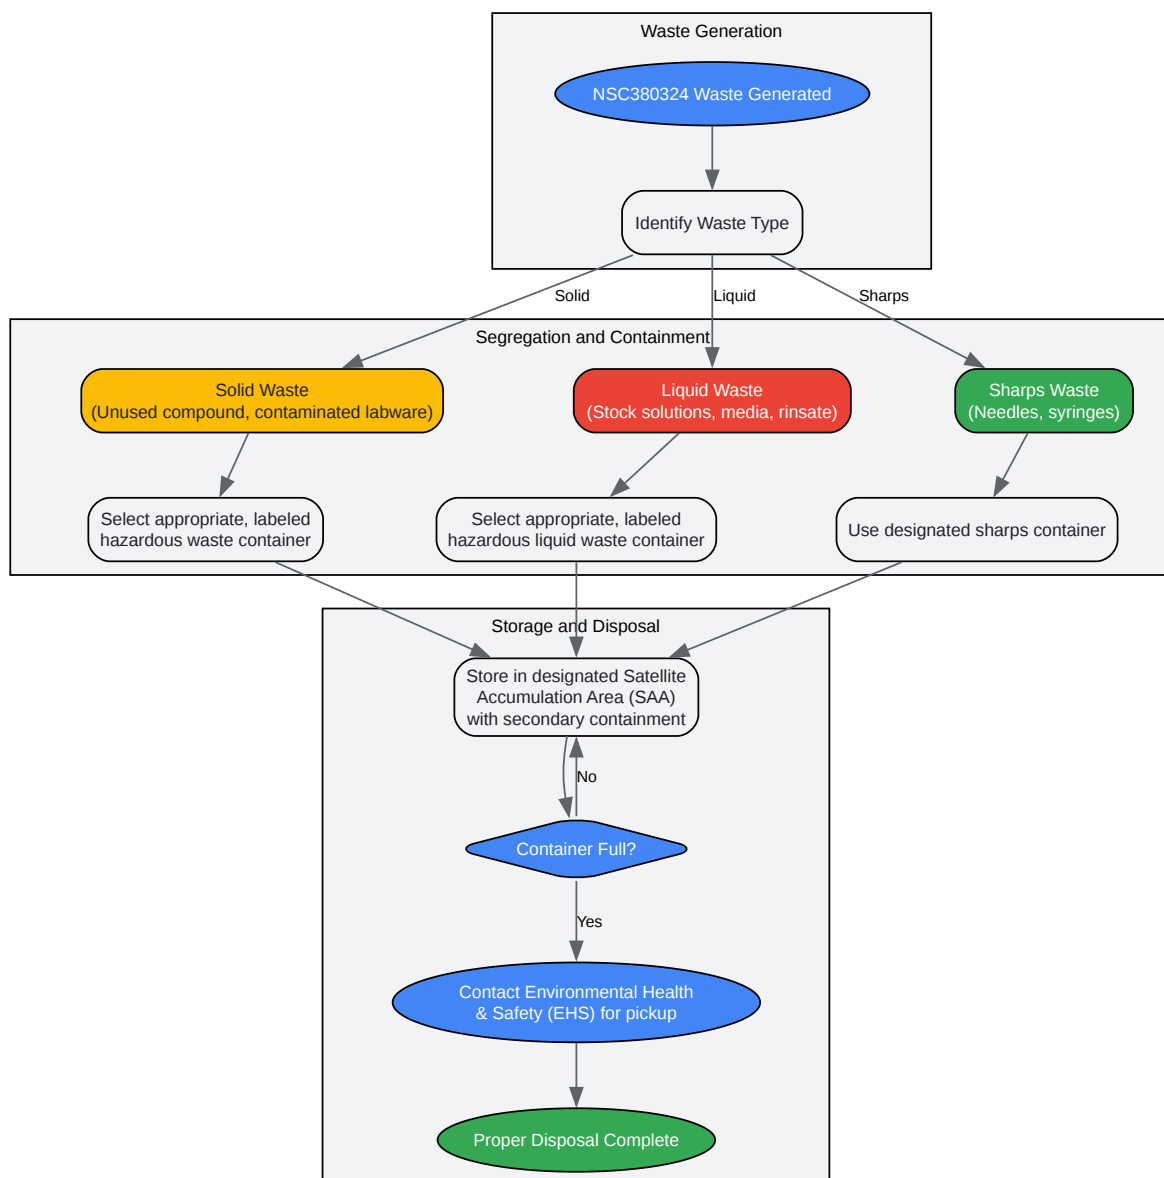 Waste Generation
NSC380324 Waste Generated
Identify Waste Type
Solid
Liquid
Sharps
Segregation and Containment
Solid Waste
(Unused compound, contaminated labware)
Liquid Waste
(Stock solutions, media, rinsate)
Sharps Waste
(Needles, syringes)
Select appropriate, labeled
hazardous waste container
Select appropriate, labeled
hazardous liquid waste container
Use designated sharps container
Storage and Disposal
Store in designated Satellite
Accumulation Area (SAA)
with secondary containment
No
Container Full?
Yes
Contact Environmental Health
& Safety (EHS) for pickup
Proper Disposal Complete